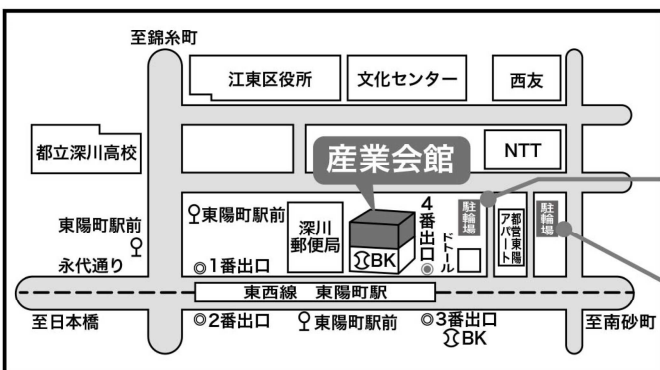 至錦糸町
江東区役所
文化センター
西友
都立深川高校
産業会館
NTT
東陽町駅前
東陽町駅前
深川
郵便局
BK
4番出口
ドトール
駐輪場
都営東陽
アパート
駐輪場
永代通り
◎1番出口
東西線 東陽町駅
至日本橋
◎2番出口
東陽町駅前
◎3番出口
BK
至南砂町